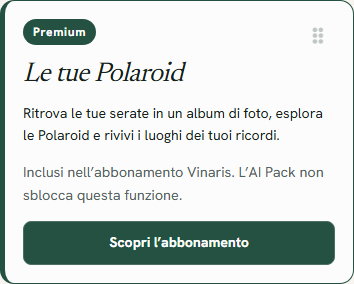 Premium
Le tue Polaroid
Ritrova le tue serate in un album di foto, esplora
le Polaroid e rivivi i luoghi dei tuoi ricordi.
Inclusi nell’abbonamento Vinaris. L’AI Pack non
sblocca questa funzione.
Scopri l’abbonamento